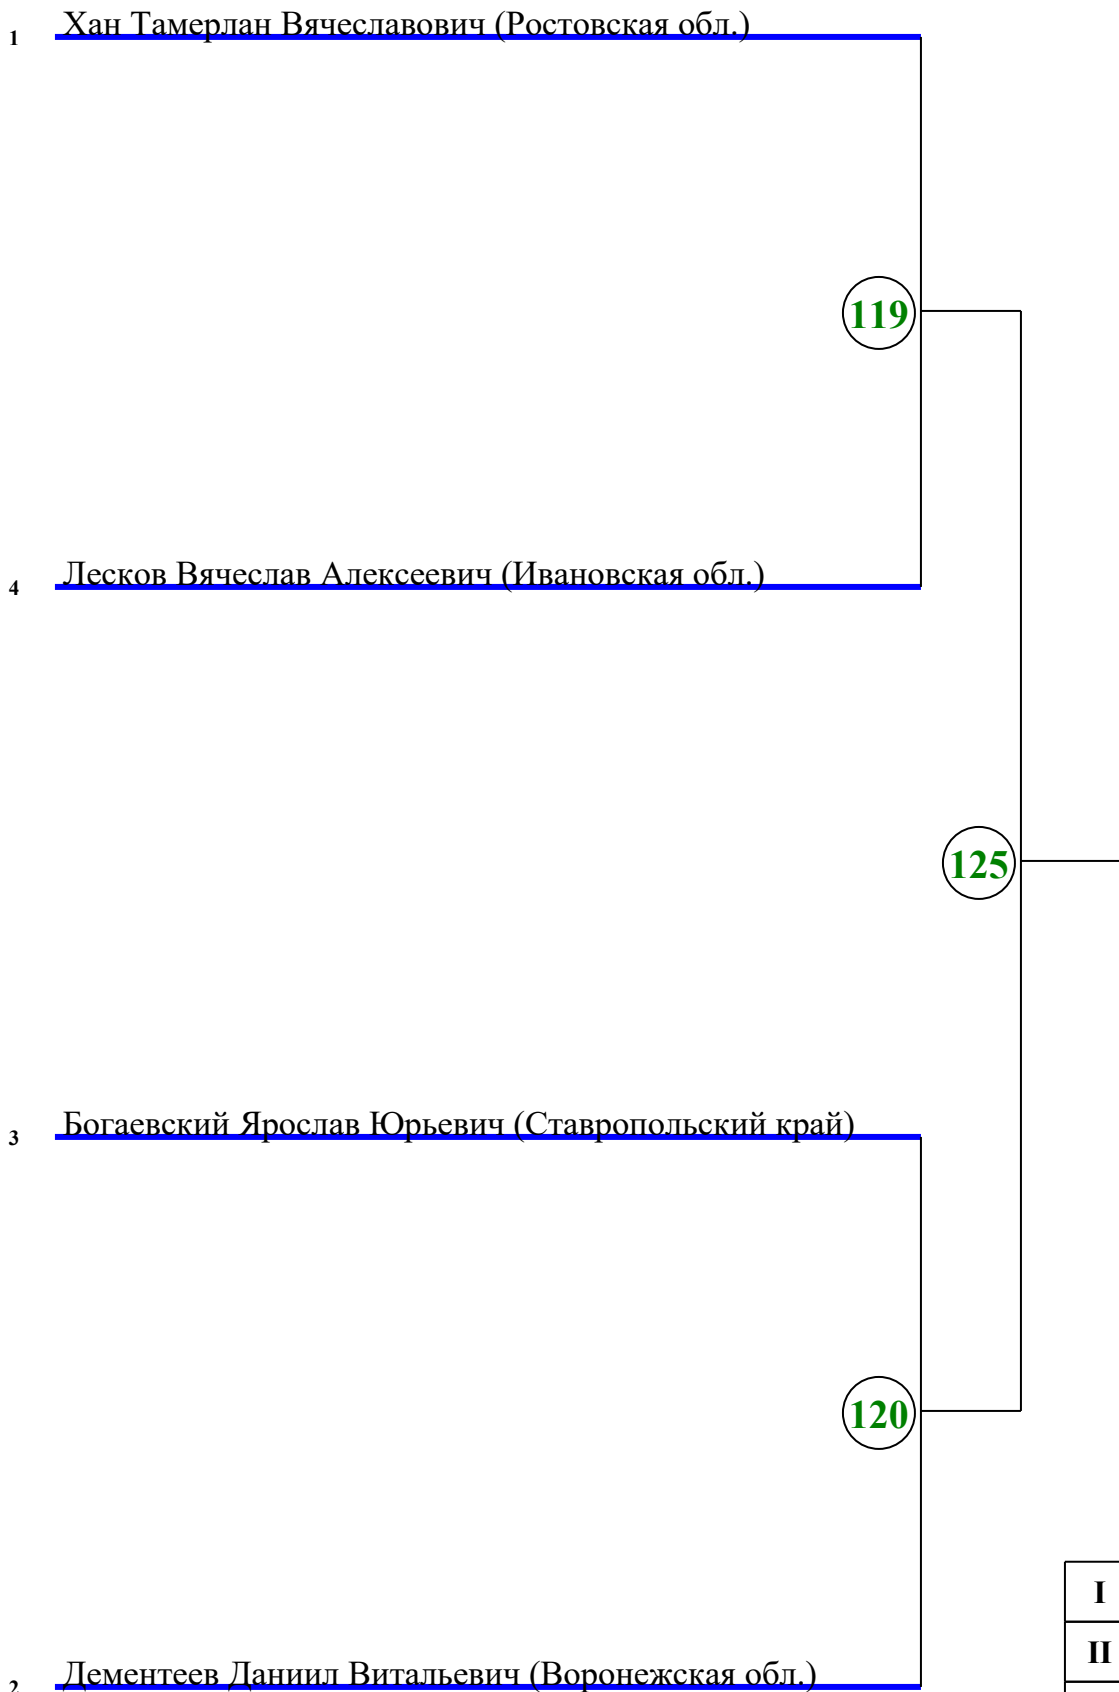 1 Хан Тамерлан Вячеславович (Ростовская обл.)
119
4 Лесков Вячеслав Алексеевич (Ивановская обл.)
125
3 Богаевский Ярослав Юрьевич (Ставропольский край)
120
I
II
2 Дементеев Даниил Витальевич (Воронежская обл.)